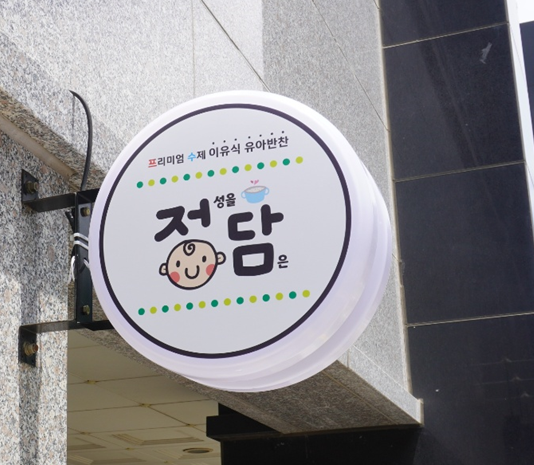 프리미엄 수제 이유식 유아반찬
정성을 담은